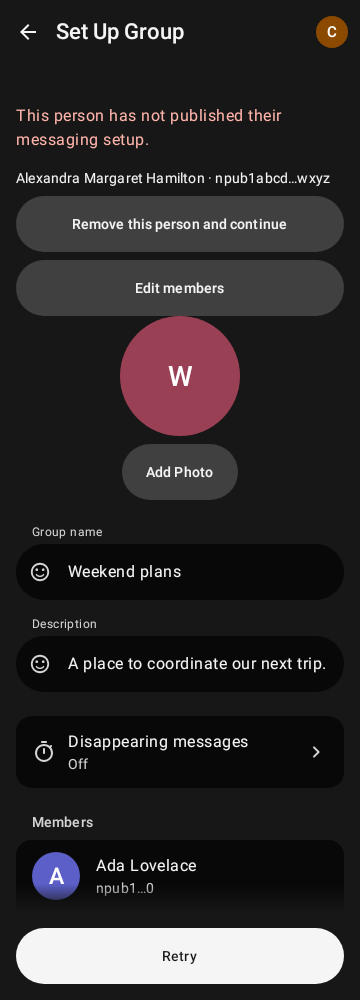 Set Up Group
C
This person has not published their
messaging setup.
Alexandra Margaret Hamilton · npub1abcd…wxyz
Remove this person and continue
Edit members
W
Add Photo
Group name
Weekend plans
Description
A place to coordinate our next trip.
Disappearing messages
Off
Members
A
Ada Lovelace
npub1…0
Retry